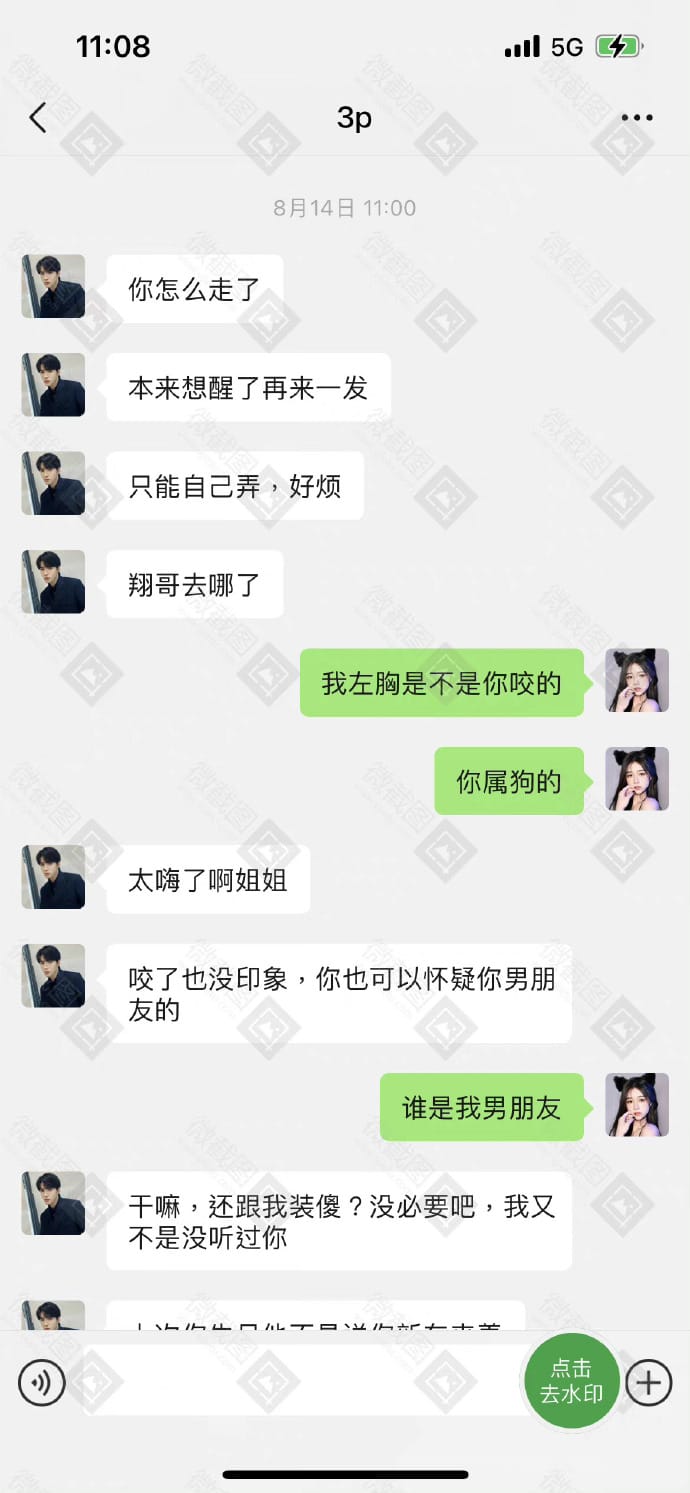 11:08
5G
3p
8月14日 11:00
你怎么走了
本来想醒了再来一发
只能自己弄，好烦
翔哥去哪了
我左胸是不是你咬的
你属狗的
太嗨了啊姐姐
咬了也没印象，你也可以怀疑你男朋
友的
谁是我男朋友
干嘛，还跟我装傻？没必要吧，我又
不是没听过你
点击
去水印
微截图